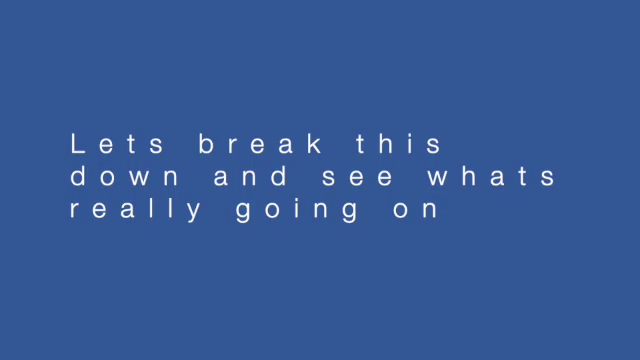 Lets break this
down and see whats
really going on